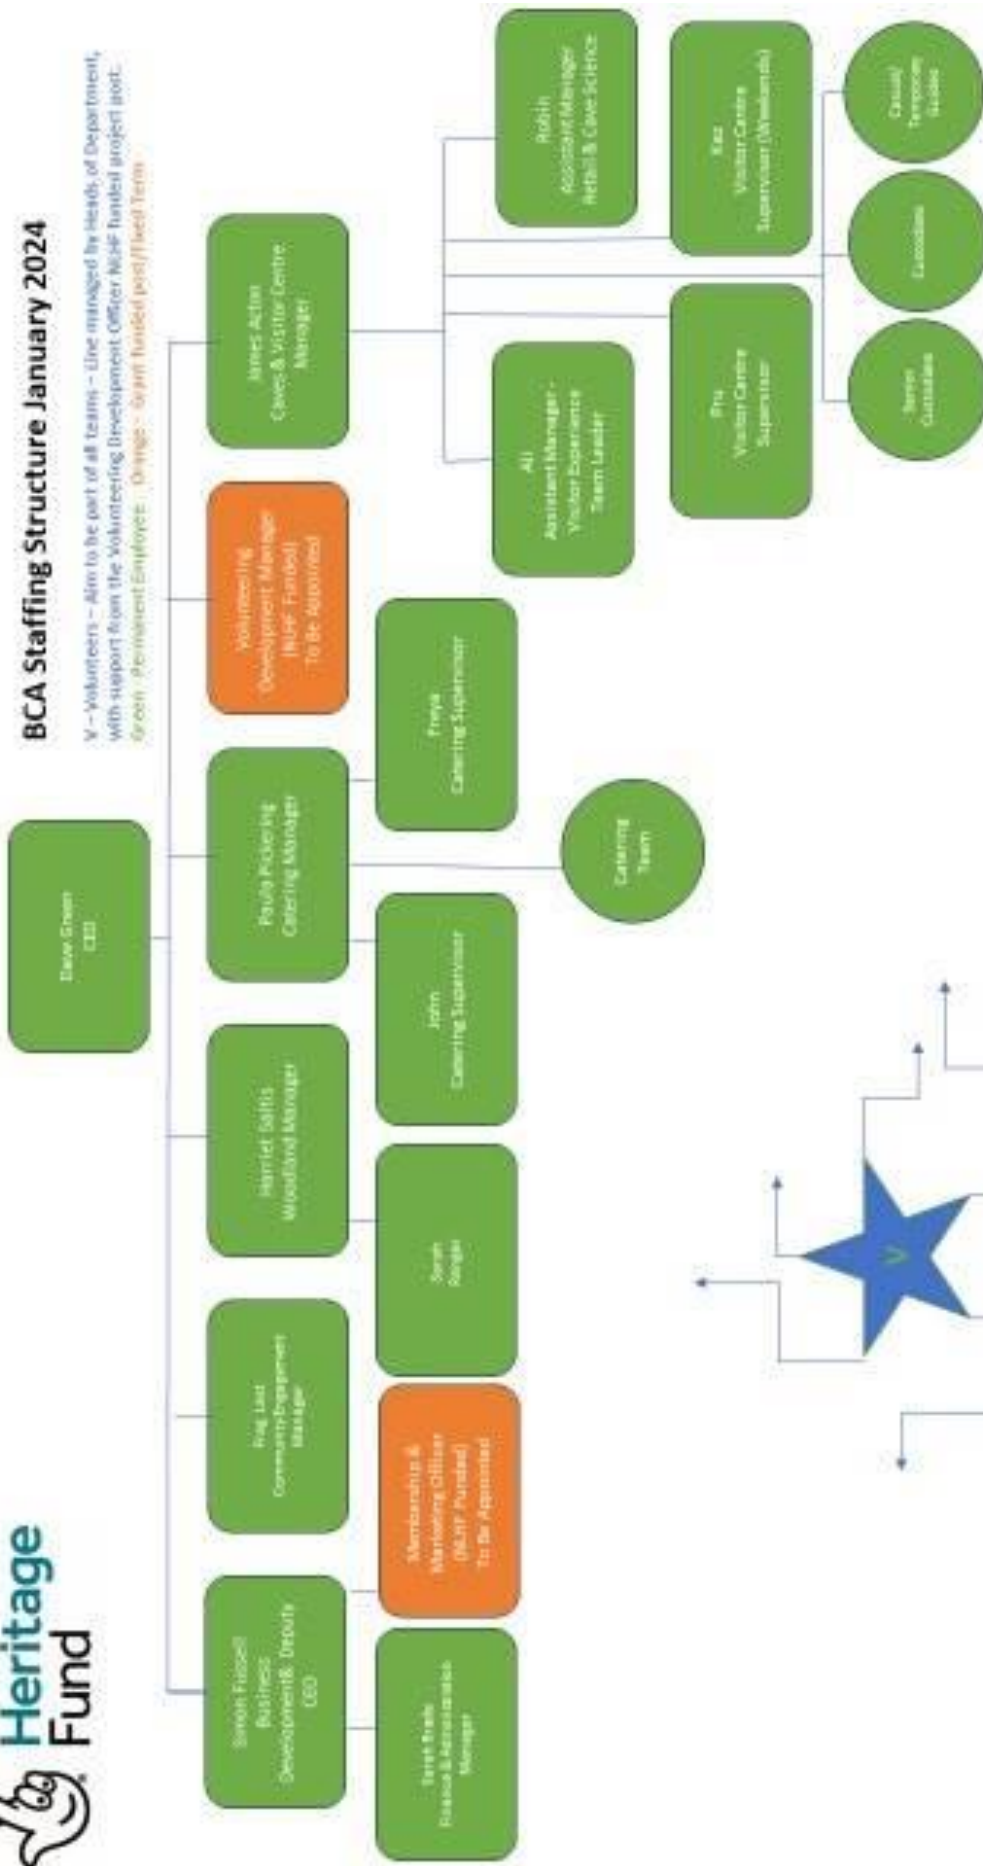 Heritage
Fund
BCA Staffing Structure January 2024
V – Volunteers – Aim to be part of all teams – Line managed by Heads of Department,
with support from the Volunteering Development Officer NLHF funded project post.
Green - Permanent Employee Orange - Grant funded post/Fixed Term
Dave Green
CEO
Simon Fussell
Business
Development& Deputy
CEO
Community Engagement
Manager
Harriet
Woodland Manager
Paula Pickering
Catering Manager
Volunteering
Development Manager
(NLHF Funded)
To Be Appointed
James Acton
Caves & Visitor Centre
Manager
Sarah
Finance & Administration
Manager
Membership &
Marketing Officer
(NLHF Funded)
To Be Appointed
Sarah
Ranger
John
Catering Supervisor
Freya
Catering Supervisor
Catering
Team
Ali
Assistant Manager -
Visitor Experience
Team Leader
Robin
Assistant Manager
Retail & Cave Science
Pru
Visitor Centre
Supervisor
Kaz
Visitor Centre
Supervisor (Weekends)
Senior
Custodians
Custodians
Casual/
Temporary
Guides
V